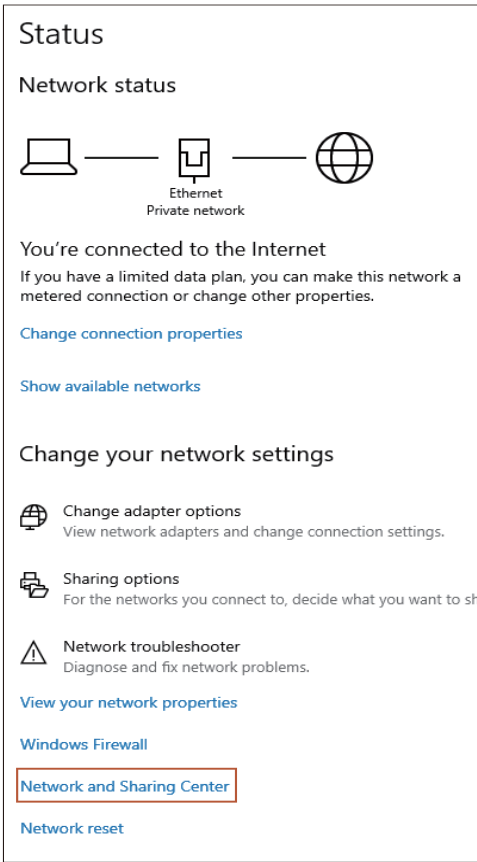 Status
Network status
Ethernet
Private network
You're connected to the Internet
If you have a limited data plan, you can make this network a
metered connection or change other properties.
Change connection properties
Show available networks
Change your network settings
Change adapter options
View network adapters and change connection settings.
Sharing options
For the networks you connect to, decide what you want to sh
Network troubleshooter
Diagnose and fix network problems.
View your network properties
Windows Firewall
Network and Sharing Center
Network reset